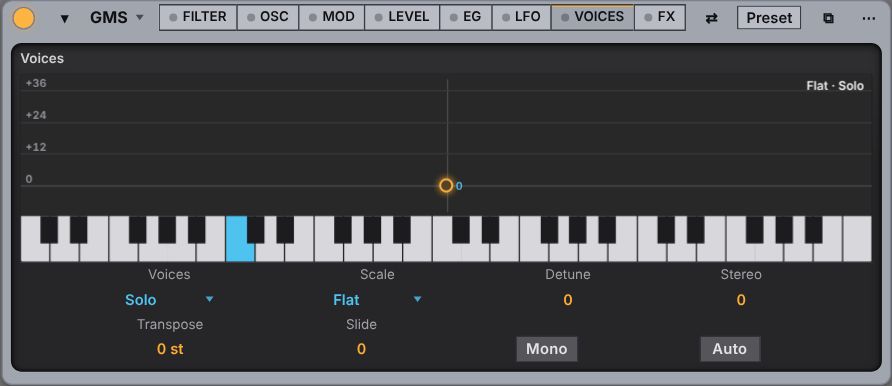 GMS FILTER OSC MOD LEVEL EG LFO VOICES FX Preset
Voices
+36
Flat · Solo
+24
+12
0
0
Voices Scale Detune Stereo
Solo Flat 0 0
Transpose Slide
0 st 0 Mono Auto